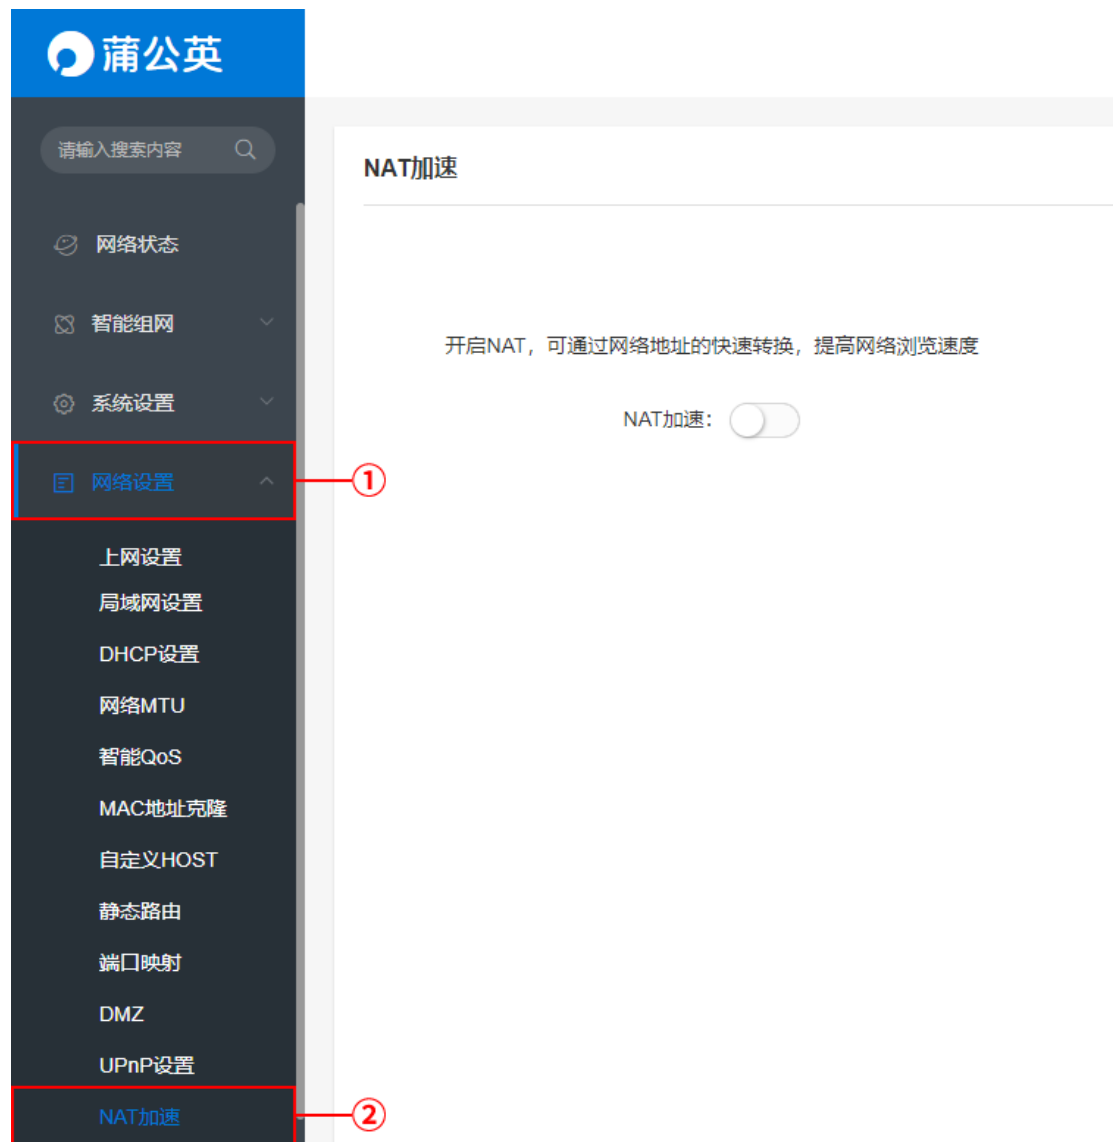 蒲公英
请输入搜索内容
网络状态
智能组网
系统设置
网络设置
①
上网设置
局域网设置
DHCP设置
网络MTU
智能QoS
MAC地址克隆
自定义HOST
静态路由
端口映射
DMZ
UPnP设置
NAT加速
②
NAT加速
开启NAT，可通过网络地址的快速转换，提高网络浏览速度
NAT加速：